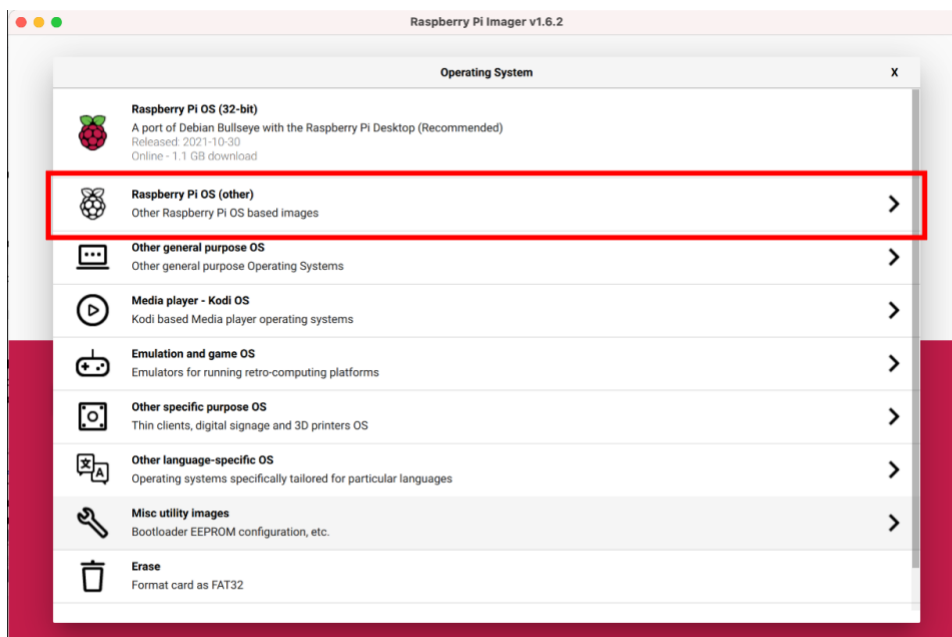 Raspberry Pi Imager v1.6.2
Operating System
X
Raspberry Pi OS (32-bit)
A port of Debian Bullseye with the Raspberry Pi Desktop (Recommended)
Released: 2021-10-30
Online - 1.1 GB download
Raspberry Pi OS (other)
Other Raspberry Pi OS based images
Other general purpose OS
Other general purpose Operating Systems
Media player - Kodi OS
Kodi based Media player operating systems
Emulation and game OS
Emulators for running retro-computing platforms
Other specific purpose OS
Thin clients, digital signage and 3D printers OS
文
A
Other language-specific OS
Operating systems specifically tailored for particular languages
Misc utility images
Bootloader EEPROM configuration, etc.
Erase
Format card as FAT32